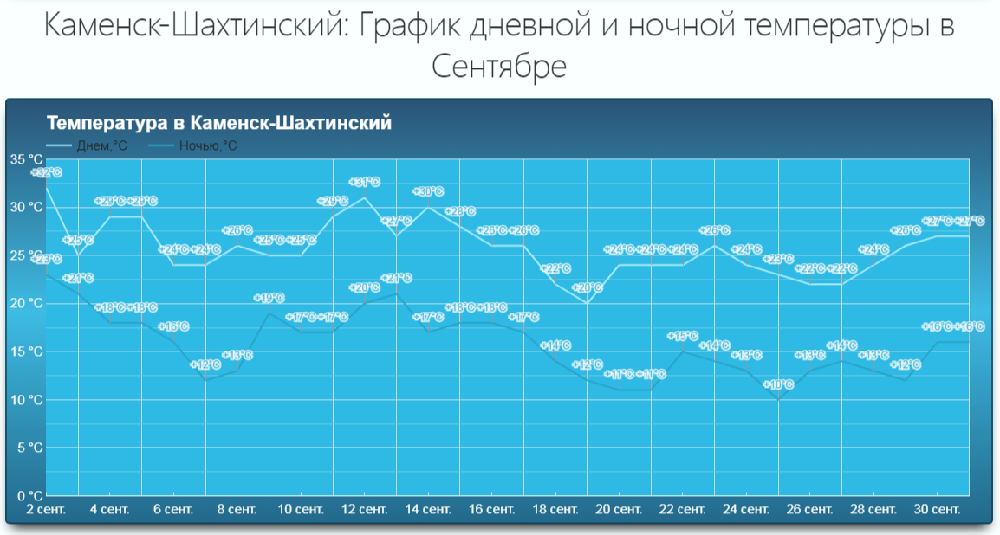 Каменск-Шахтинский: График дневной и ночной температуры в
Сентябре
Температура в Каменск-Шахтинский
Днем,°C Ночью,°C
35 °C
+32°C
+31°C
+30°C
+29°C +29°C +29°C
30 °C
+28°C
+27°C +27°C +27°C
+26°C +26°C +26°C +26°C +26°C
+25°C +25°C +25°C
+24°C +24°C +24°C +24°C +24°C +24°C +24°C
25 °C
+23°C +23°C
+22°C +22°C +22°C
+21°C +21°C
+20°C +20°C
20 °C
+19°C
+18°C +18°C +18°C +18°C
+17°C +17°C +17°C +17°C
+16°C +16°C +16°C
+15°C
15 °C
+14°C +14°C +14°C
+13°C +13°C +13°C +13°C
+12°C +12°C +12°C
+11°C +11°C
+10°C
10 °C
5 °C
0 °C
2 сент. 4 сент. 6 сент. 8 сент. 10 сент. 12 сент. 14 сент. 16 сент. 18 сент. 20 сент. 22 сент. 24 сент. 26 сент. 28 сент. 30 сент.